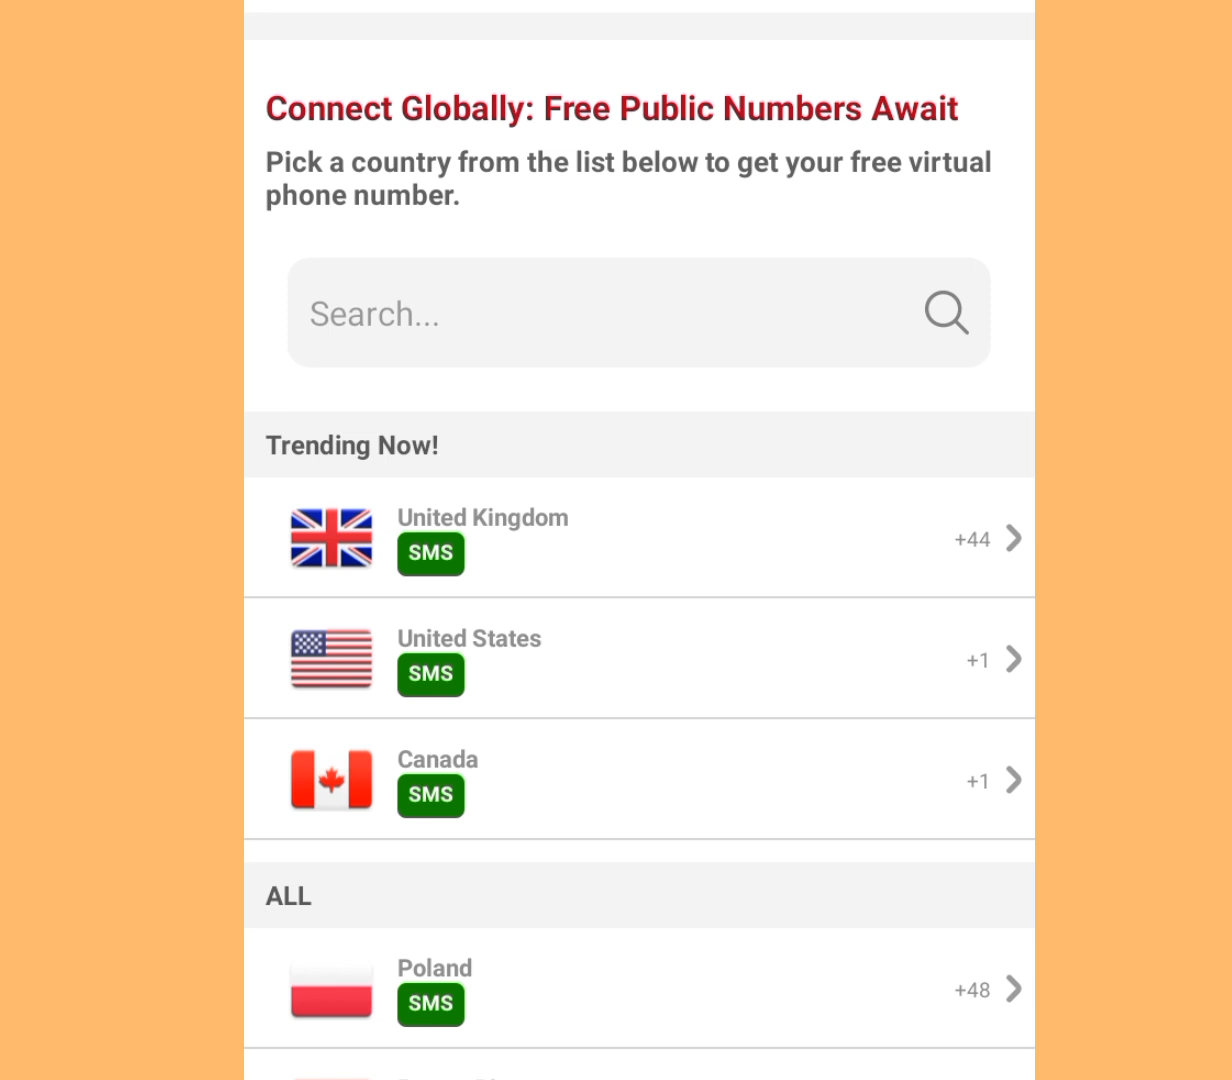 Connect Globally: Free Public Numbers Await
Pick a country from the list below to get your free virtual
phone number.
Search...
Trending Now!
United Kingdom
SMS
+44
United States
SMS
+1
Canada
SMS
+1
ALL
Poland
SMS
+48